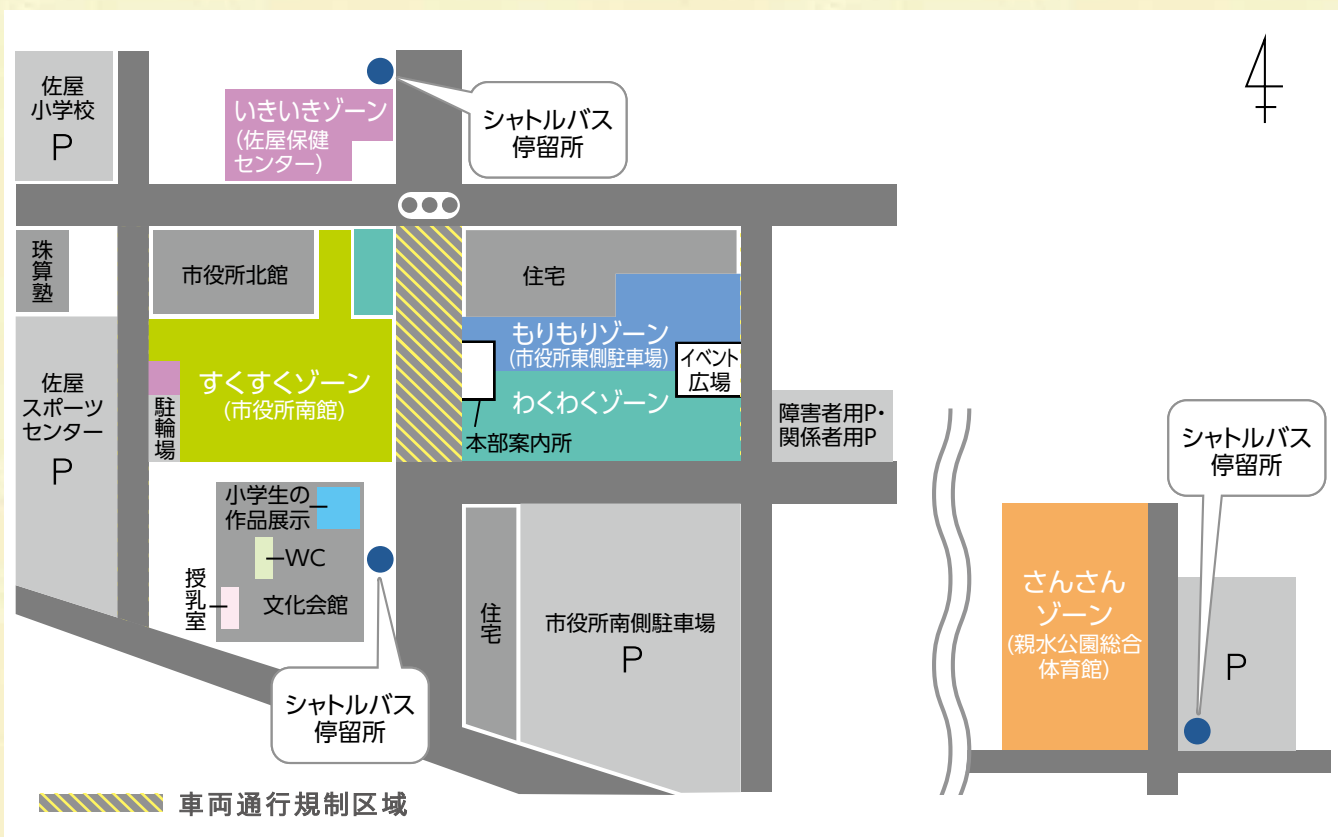 佐屋
小学校
P
いきいきゾーン
(佐屋保健
センター)
シャトルバス
停留所
珠算塾
市役所北館
住宅
もりもりゾーン
(市役所東側駐車場)
イベント
広場
わくわくゾーン
本部案内所
すくすくゾーン
(市役所南館)
駐輪場
佐屋
スポーツ
センター
P
障害者用P・
関係者用P
小学生の
作品展示
WC
授乳室
文化会館
シャトルバス
停留所
住宅
市役所南側駐車場
P
シャトルバス
停留所
さんさん
ゾーン
(親水公園総合
体育館)
P
車両通行規制区域